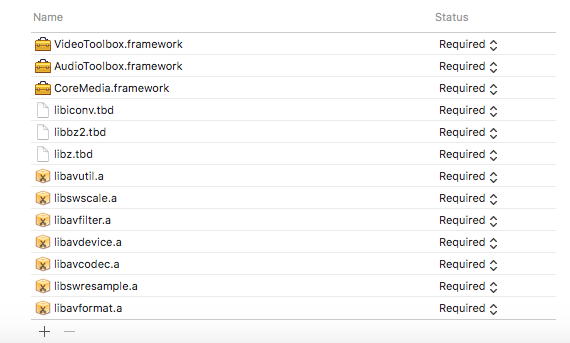 Name Status
VideoToolbox.framework Required
AudioToolbox.framework Required
CoreMedia.framework Required
libiconv.tbd Required
libbz2.tbd Required
libz.tbd Required
libavutil.a Required
libswscale.a Required
libavfilter.a Required
libavdevice.a Required
libavcodec.a Required
libswresample.a Required
libavformat.a Required